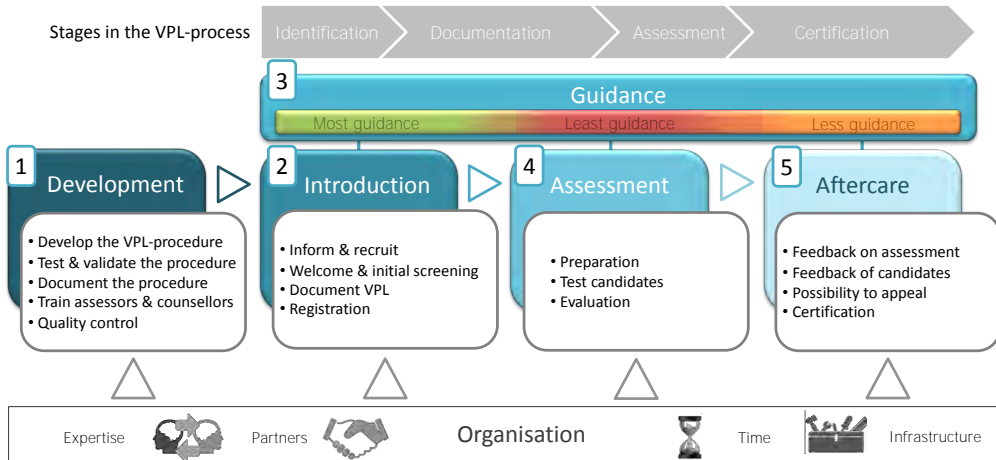 Stages in the VPL-process
Identification
Documentation
Assessment
Certification
3
Guidance
Most guidance
Least guidance
Less guidance
1
Development
• Develop the VPL-procedure
• Test & validate the procedure
• Document the procedure
• Train assessors & counsellors
• Quality control
2
Introduction
• Inform & recruit
• Welcome & initial screening
• Document VPL
• Registration
4
Assessment
• Preparation
• Test candidates
• Evaluation
5
Aftercare
• Feedback on assessment
• Feedback of candidates
• Possibility to appeal
• Certification
Expertise
Partners
Organisation
Time
Infrastructure